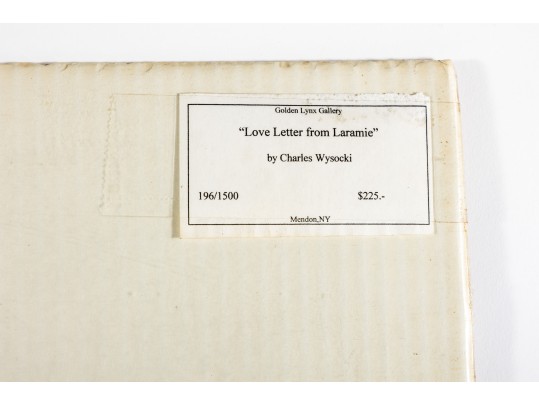 Golden Lynx Gallery
“Love Letter from Laramie”
by Charles Wysocki
196/1500 $225.-
Mendon,NY